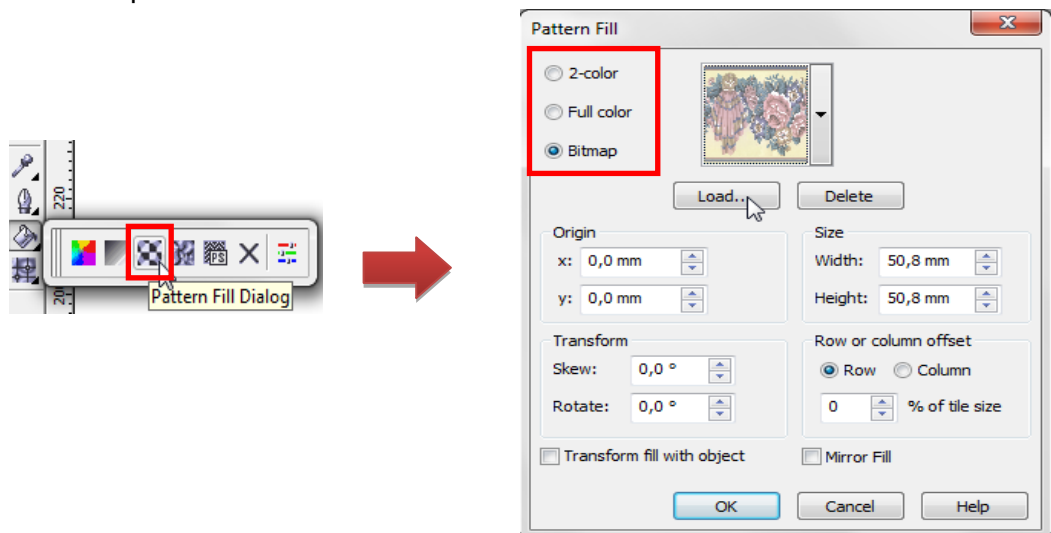 220
200
PS
Pattern Fill Dialog
Pattern Fill
2-color
Full color
Bitmap
Load...
Delete
Origin
Size
x: 0,0 mm
Width: 50,8 mm
y: 0,0 mm
Height: 50,8 mm
Transform
Row or column offset
Skew: 0,0 °
Row Column
Rotate: 0,0 °
0 % of tile size
Transform fill with object
Mirror Fill
OK
Cancel
Help